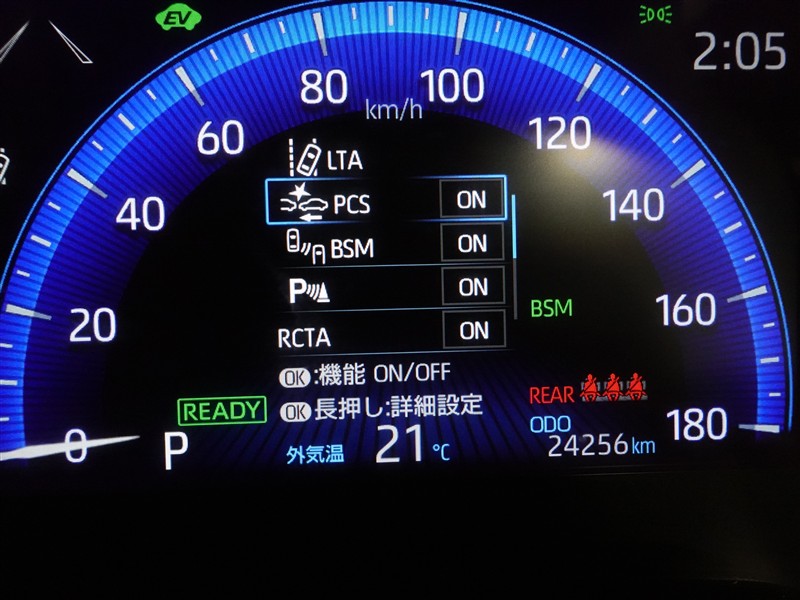 EV
2:05
80
100
km/h
60
120
LTA
PCS ON
40
140
BSM ON
P ON
BSM
160
20
RCTA ON
OK:機能 ON/OFF
REAR
READY
OK長押し:詳細設定
ODO
180
0
P
外気温 21℃
24256km